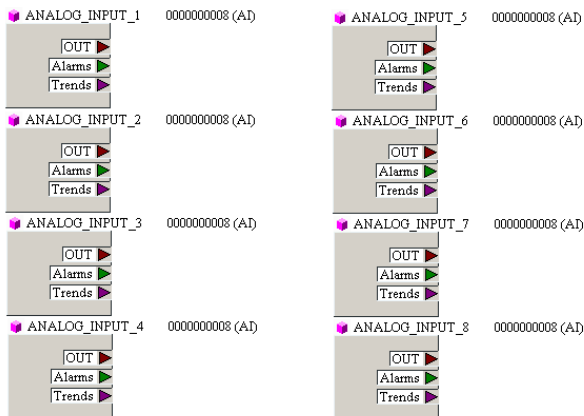 ANALOG_INPUT_1 0000000008 (AI)
OUT
Alarms
Trends
ANALOG_INPUT_2 0000000008 (AI)
OUT
Alarms
Trends
ANALOG_INPUT_3 0000000008 (AI)
OUT
Alarms
Trends
ANALOG_INPUT_4 0000000008 (AI)
OUT
Alarms
Trends
ANALOG_INPUT_5 0000000008 (AI)
OUT
Alarms
Trends
ANALOG_INPUT_6 0000000008 (AI)
OUT
Alarms
Trends
ANALOG_INPUT_7 0000000008 (AI)
OUT
Alarms
Trends
ANALOG_INPUT_8 0000000008 (AI)
OUT
Alarms
Trends